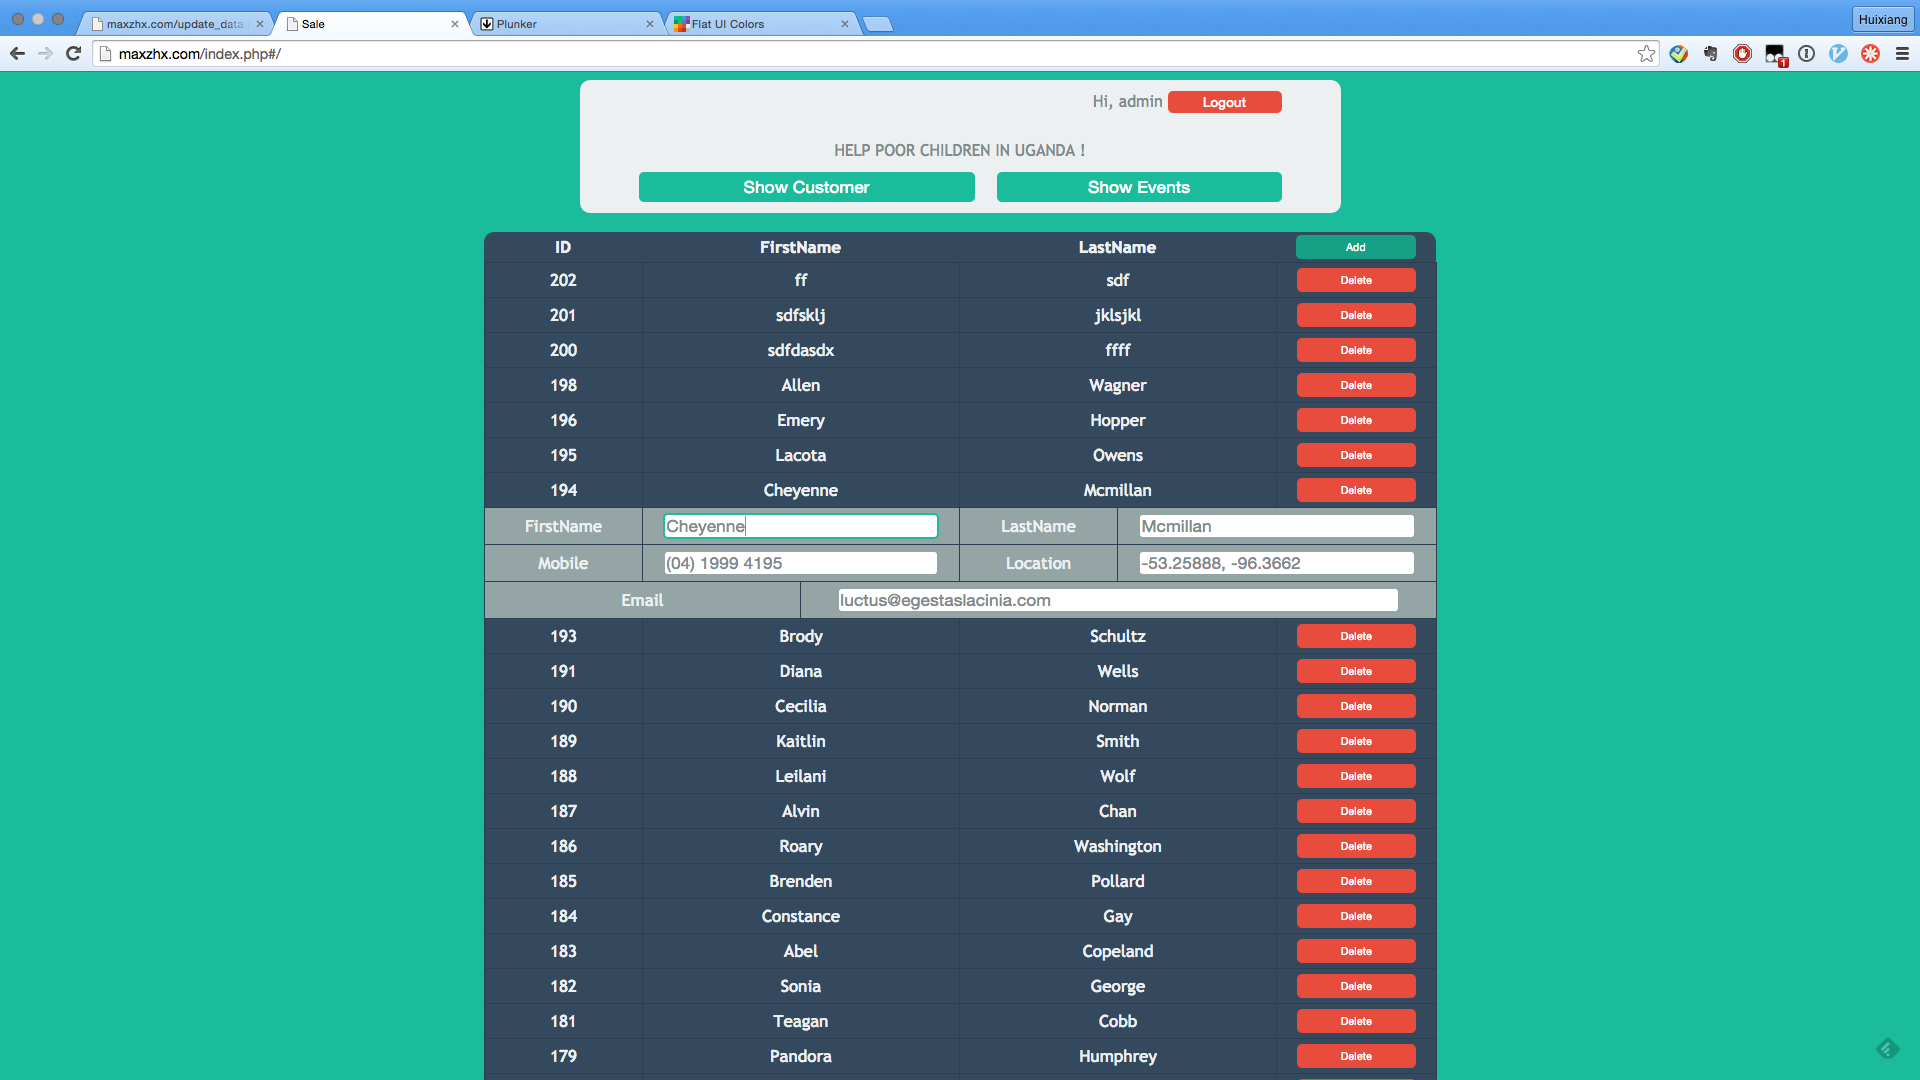 maxzhx.com/update_data. Sale Plunker Flat UI Colors Huixiang
maxzhx.com/index.php#/ 1
Hi, admin Logout
HELP POOR CHILDREN IN UGANDA !
Show Customer Show Events
ID FirstName LastName Add
202 ff sdf Delete
201 sdfsklj jklsjkl Delete
200 sdfdasdx ffff Delete
198 Allen Wagner Delete
196 Emery Hopper Delete
195 Lacota Owens Delete
194 Cheyenne Mcmillan Delete
FirstName Cheyenne LastName Mcmillan
Mobile (04) 1999 4195 Location -53.25888, -96.3662
Email luctus@egestaslacinia.com
193 Brody Schultz Delete
191 Diana Wells Delete
190 Cecilia Norman Delete
189 Kaitlin Smith Delete
188 Leilani Wolf Delete
187 Alvin Chan Delete
186 Roary Washington Delete
185 Brenden Pollard Delete
184 Constance Gay Delete
183 Abel Copeland Delete
182 Sonia George Delete
181 Teagan Cobb Delete
179 Pandora Humphrey Delete